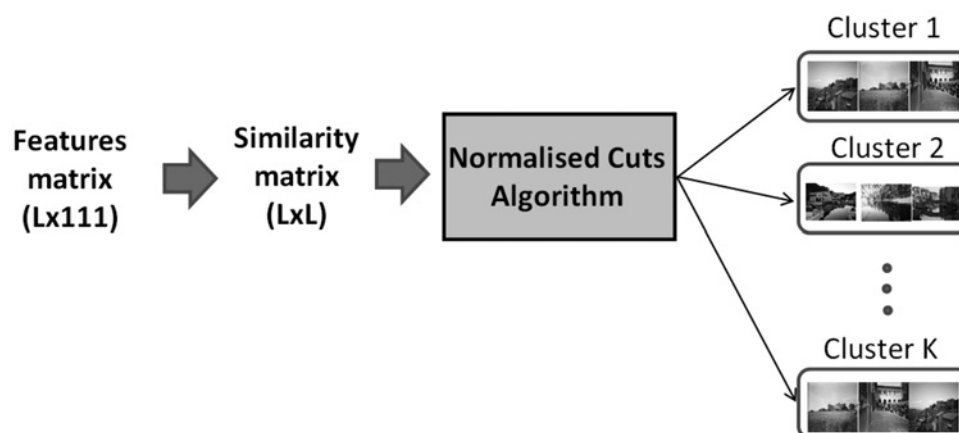 Features
matrix
(Lx111)
Similarity
matrix
(LxL)
Normalised Cuts
Algorithm
Cluster 1
Cluster 2
Cluster K